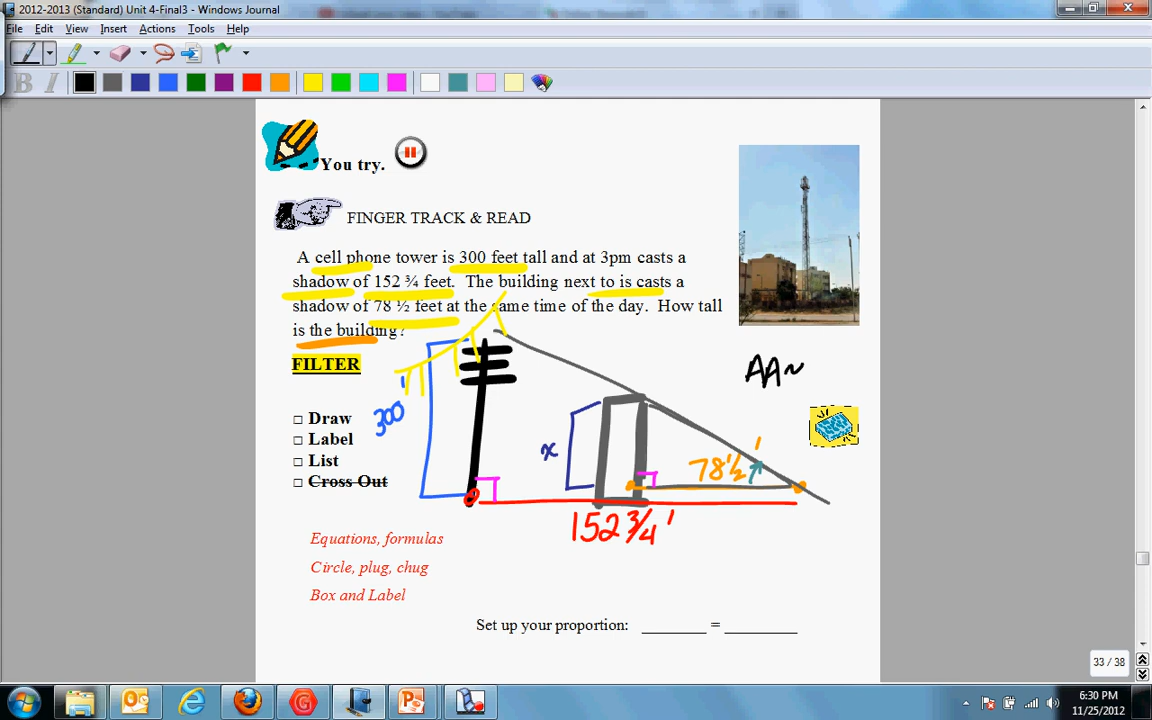 2012-2013 (Standard) Unit 4-Final3 - Windows Journal
File Edit View Insert Actions Tools Help
B I
You try.
FINGER TRACK & READ
A cell phone tower is 300 feet tall and at 3pm casts a
shadow of 152 ¾ feet. The building next to is casts a
shadow of 78 ½ feet at the same time of the day. How tall
is the building?
FILTER
AA~
300'
□ Draw
□ Label
□ List
□ Cross Out
x
78½'
152 3/4'
Equations, formulas
Circle, plug, chug
Box and Label
Set up your proportion: _______ = ________
33 / 38
6:30 PM
11/25/2012